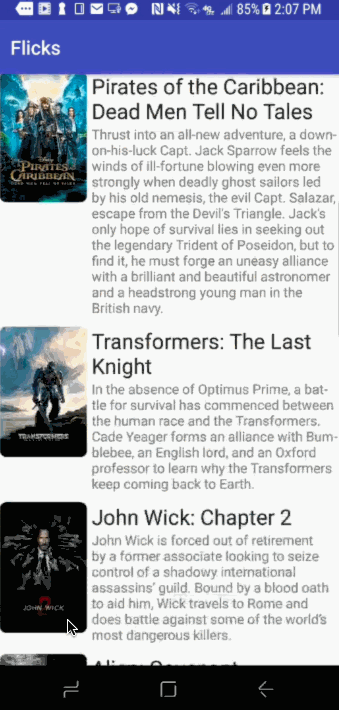 85% 2:07 PM
Flicks
Pirates of the Caribbean:
Dead Men Tell No Tales
Thrust into an all-new adventure, a down-
on-his-luck Capt. Jack Sparrow feels the
winds of ill-fortune blowing even more
strongly when deadly ghost sailors led
by his old nemesis, the evil Capt. Salazar,
escape from the Devil's Triangle. Jack's
only hope of survival lies in seeking out
the legendary Trident of Poseidon, but to
find it, he must forge an uneasy alliance
with a brilliant and beautiful astronomer
and a headstrong young man in the
British navy.
PIRATES
CARIBBEAN
Transformers: The Last
Knight
In the absence of Optimus Prime, a bat-
tle for survival has commenced between
the human race and the Transformers.
Cade Yeager forms an alliance with Bum-
blebee, an English lord, and an Oxford
professor to learn why the Transformers
keep coming back to Earth.
TRANSFORMERS
John Wick: Chapter 2
John Wick is forced out of retirement
by a former associate looking to seize
control of a shadowy international
assassins' guild. Bound by a blood oath
to aid him, Wick travels to Rome and
does battle against some of the world's
most dangerous killers.
JOHN WICK
2
Alien: Covenant